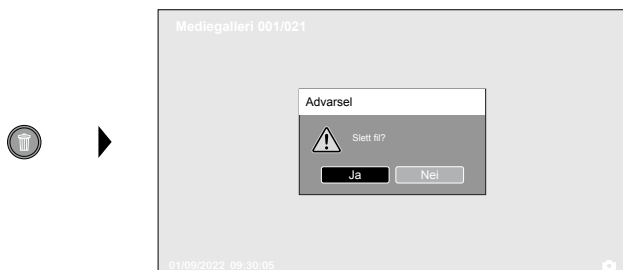 Mediegalleri 001/021
Advarsel
Slett fil?
Ja
Nei
01/09/2022 09:30:05